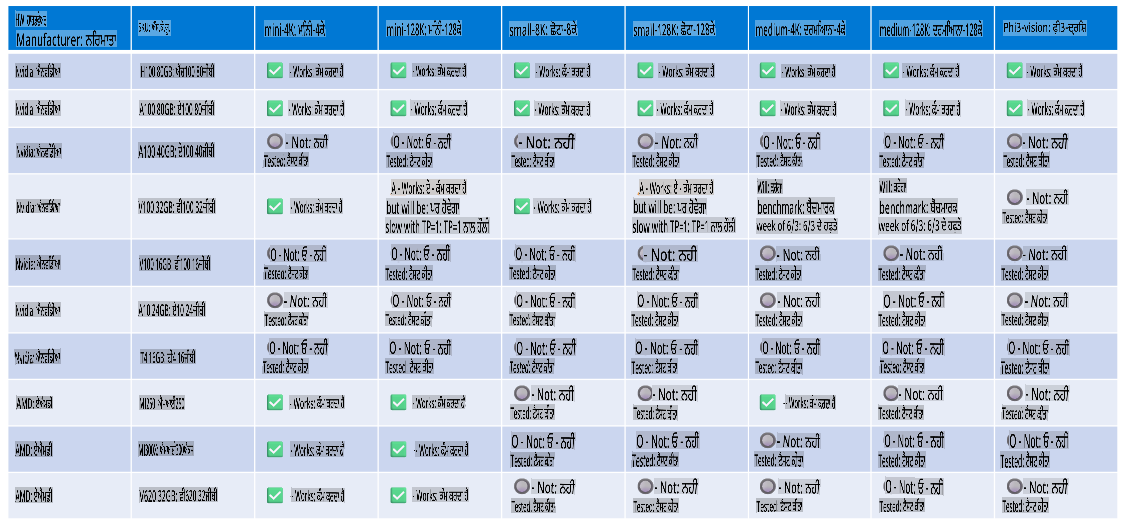 HW ਹਾਰਡਵੇਅਰ
Manufacturer: ਨਿਰਮਾਤਾ
SKU: ਐਸਕੇਯੂ
mini-4K: ਮਿੰਨੀ-4ਕੇ
mini-128K: ਮਿੰਨੀ-128ਕੇ
small-8K: ਛੋਟਾ-8ਕੇ
small-128K: ਛੋਟਾ-128ਕੇ
medium-4K: ਦਰਮਿਆਨਾ-4ਕੇ
medium-128K: ਦਰਮਿਆਨਾ-128ਕੇ
Phi3-vision: ਫੀ3-ਦ੍ਰਸ਼ਟਿ
Nvidia: ਐਨਵਿਡੀਆ
H100 80GB: ਐਚ100 80ਜੀਬੀ
✅ - Works: ਕੰਮ ਕਰਦਾ ਹੈ
✅ - Works: ਕੰਮ ਕਰਦਾ ਹੈ
✅ - Works: ਕੰਮ ਕਰਦਾ ਹੈ
✅ - Works: ਕੰਮ ਕਰਦਾ ਹੈ
✅ - Works: ਕੰਮ ਕਰਦਾ ਹੈ
✅ - Works: ਕੰਮ ਕਰਦਾ ਹੈ
✅ - Works: ਕੰਮ ਕਰਦਾ ਹੈ
Nvidia: ਐਨਵਿਡੀਆ
A100 80GB: ਏ100 80ਜੀਬੀ
✅ - Works: ਕੰਮ ਕਰਦਾ ਹੈ
✅ - Works: ਕੰਮ ਕਰਦਾ ਹੈ
✅ - Works: ਕੰਮ ਕਰਦਾ ਹੈ
✅ - Works: ਕੰਮ ਕਰਦਾ ਹੈ
✅ - Works: ਕੰਮ ਕਰਦਾ ਹੈ
✅ - Works: ਕੰਮ ਕਰਦਾ ਹੈ
✅ - Works: ਕੰਮ ਕਰਦਾ ਹੈ
Nvidia: ਐਨਵਿਡੀਆ
A100 40GB: ਏ100 40ਜੀਬੀ
- Not: ਨਹੀਂ
Tested: ਟੈਸਟ ਕੀਤਾ
O - Not: ਓ - ਨਹੀਂ
Tested: ਟੈਸਟ ਕੀਤਾ
- Not: ਨਹੀਂ
Tested: ਟੈਸਟ ਕੀਤਾ
- Not: ਨਹੀਂ
Tested: ਟੈਸਟ ਕੀਤਾ
O - Not: ਓ - ਨਹੀਂ
Tested: ਟੈਸਟ ਕੀਤਾ
O - Not: ਓ - ਨਹੀਂ
Tested: ਟੈਸਟ ਕੀਤਾ
- Not: ਨਹੀਂ
Tested: ਟੈਸਟ ਕੀਤਾ
Nvidia: ਐਨਵਿਡੀਆ
V100 32GB: ਵੀ100 32ਜੀਬੀ
✅ - Works: ਕੰਮ ਕਰਦਾ ਹੈ
A - Works: ਏ - ਕੰਮ ਕਰਦਾ ਹੈ
but will be: ਪਰ ਹੋਵੇਗਾ
slow with TP=1: TP=1 ਨਾਲ ਹੌਲੀ
✅ - Works: ਕੰਮ ਕਰਦਾ ਹੈ
A - Works: ਏ - ਕੰਮ ਕਰਦਾ ਹੈ
but will be: ਪਰ ਹੋਵੇਗਾ
slow with TP=1: TP=1 ਨਾਲ ਹੌਲੀ
Will: ਕਰੇਗਾ
benchmark: ਬੈਂਚਮਾਰਕ
week of 6/3: 6/3 ਦੇ ਹਫ਼ਤੇ
Will: ਕਰੇਗਾ
benchmark: ਬੈਂਚਮਾਰਕ
week of 6/3: 6/3 ਦੇ ਹਫ਼ਤੇ
- Not: ਨਹੀਂ
Tested: ਟੈਸਟ ਕੀਤਾ
Nvidia: ਐਨਵਿਡੀਆ
V100 16GB: ਵੀ100 16ਜੀਬੀ
O - Not: ਓ - ਨਹੀਂ
Tested: ਟੈਸਟ ਕੀਤਾ
O - Not: ਓ - ਨਹੀਂ
Tested: ਟੈਸਟ ਕੀਤਾ
O - Not: ਓ - ਨਹੀਂ
Tested: ਟੈਸਟ ਕੀਤਾ
- Not: ਨਹੀਂ
Tested: ਟੈਸਟ ਕੀਤਾ
- Not: ਨਹੀਂ
Tested: ਟੈਸਟ ਕੀਤਾ
- Not: ਨਹੀਂ
Tested: ਟੈਸਟ ਕੀਤਾ
O - Not: ਓ - ਨਹੀਂ
Tested: ਟੈਸਟ ਕੀਤਾ
Nvidia: ਐਨਵਿਡੀਆ
A10 24GB: ਏ10 24ਜੀਬੀ
- Not: ਨਹੀਂ
Tested: ਟੈਸਟ ਕੀਤਾ
O - Not: ਓ - ਨਹੀਂ
Tested: ਟੈਸਟ ਕੀਤਾ
O - Not: ਓ - ਨਹੀਂ
Tested: ਟੈਸਟ ਕੀਤਾ
O - Not: ਓ - ਨਹੀਂ
Tested: ਟੈਸਟ ਕੀਤਾ
- Not: ਨਹੀਂ
Tested: ਟੈਸਟ ਕੀਤਾ
O - Not: ਓ - ਨਹੀਂ
Tested: ਟੈਸਟ ਕੀਤਾ
- Not: ਨਹੀਂ
Tested: ਟੈਸਟ ਕੀਤਾ
Nvidia: ਐਨਵਿਡੀਆ
T4 16GB: ਟੀ4 16ਜੀਬੀ
O - Not: ਓ - ਨਹੀਂ
Tested: ਟੈਸਟ ਕੀਤਾ
O - Not: ਓ - ਨਹੀਂ
Tested: ਟੈਸਟ ਕੀਤਾ
O - Not: ਓ - ਨਹੀਂ
Tested: ਟੈਸਟ ਕੀਤਾ
O - Not: ਓ - ਨਹੀਂ
Tested: ਟੈਸਟ ਕੀਤਾ
O - Not: ਓ - ਨਹੀਂ
Tested: ਟੈਸਟ ਕੀਤਾ
O - Not: ਓ - ਨਹੀਂ
Tested: ਟੈਸਟ ਕੀਤਾ
O - Not: ਓ - ਨਹੀਂ
Tested: ਟੈਸਟ ਕੀਤਾ
AMD: ਏਐਮਡੀ
MI250: ਐਮਆਈ250
✅ - Works: ਕੰਮ ਕਰਦਾ ਹੈ
✅ - Works: ਕੰਮ ਕਰਦਾ ਹੈ
- Not: ਨਹੀਂ
Tested: ਟੈਸਟ ਕੀਤਾ
- Not: ਨਹੀਂ
Tested: ਟੈਸਟ ਕੀਤਾ
✅ - Works: ਕੰਮ ਕਰਦਾ ਹੈ
- Not: ਨਹੀਂ
Tested: ਟੈਸਟ ਕੀਤਾ
- Not: ਨਹੀਂ
Tested: ਟੈਸਟ ਕੀਤਾ
AMD: ਏਐਮਡੀ
MI300X: ਐਮਆਈ300ਐਕਸ
✅ - Works: ਕੰਮ ਕਰਦਾ ਹੈ
✅ - Works: ਕੰਮ ਕਰਦਾ ਹੈ
O - Not: ਓ - ਨਹੀਂ
Tested: ਟੈਸਟ ਕੀਤਾ
O - Not: ਓ - ਨਹੀਂ
Tested: ਟੈਸਟ ਕੀਤਾ
- Not: ਨਹੀਂ
Tested: ਟੈਸਟ ਕੀਤਾ
O - Not: ਓ - ਨਹੀਂ
Tested: ਟੈਸਟ ਕੀਤਾ
O - Not: ਓ - ਨਹੀਂ
Tested: ਟੈਸਟ ਕੀਤਾ
AMD: ਏਐਮਡੀ
V620 32GB: ਵੀ620 32ਜੀਬੀ
✅ - Works: ਕੰਮ ਕਰਦਾ ਹੈ
✅ - Works: ਕੰਮ ਕਰਦਾ ਹੈ
- Not: ਨਹੀਂ
Tested: ਟੈਸਟ ਕੀਤਾ
- Not: ਨਹੀਂ
Tested: ਟੈਸਟ ਕੀਤਾ
- Not: ਨਹੀਂ
Tested: ਟੈਸਟ ਕੀਤਾ
O - Not: ਓ - ਨਹੀਂ
Tested: ਟੈਸਟ ਕੀਤਾ
- Not: ਨਹੀਂ
Tested: ਟੈਸਟ ਕੀਤਾ